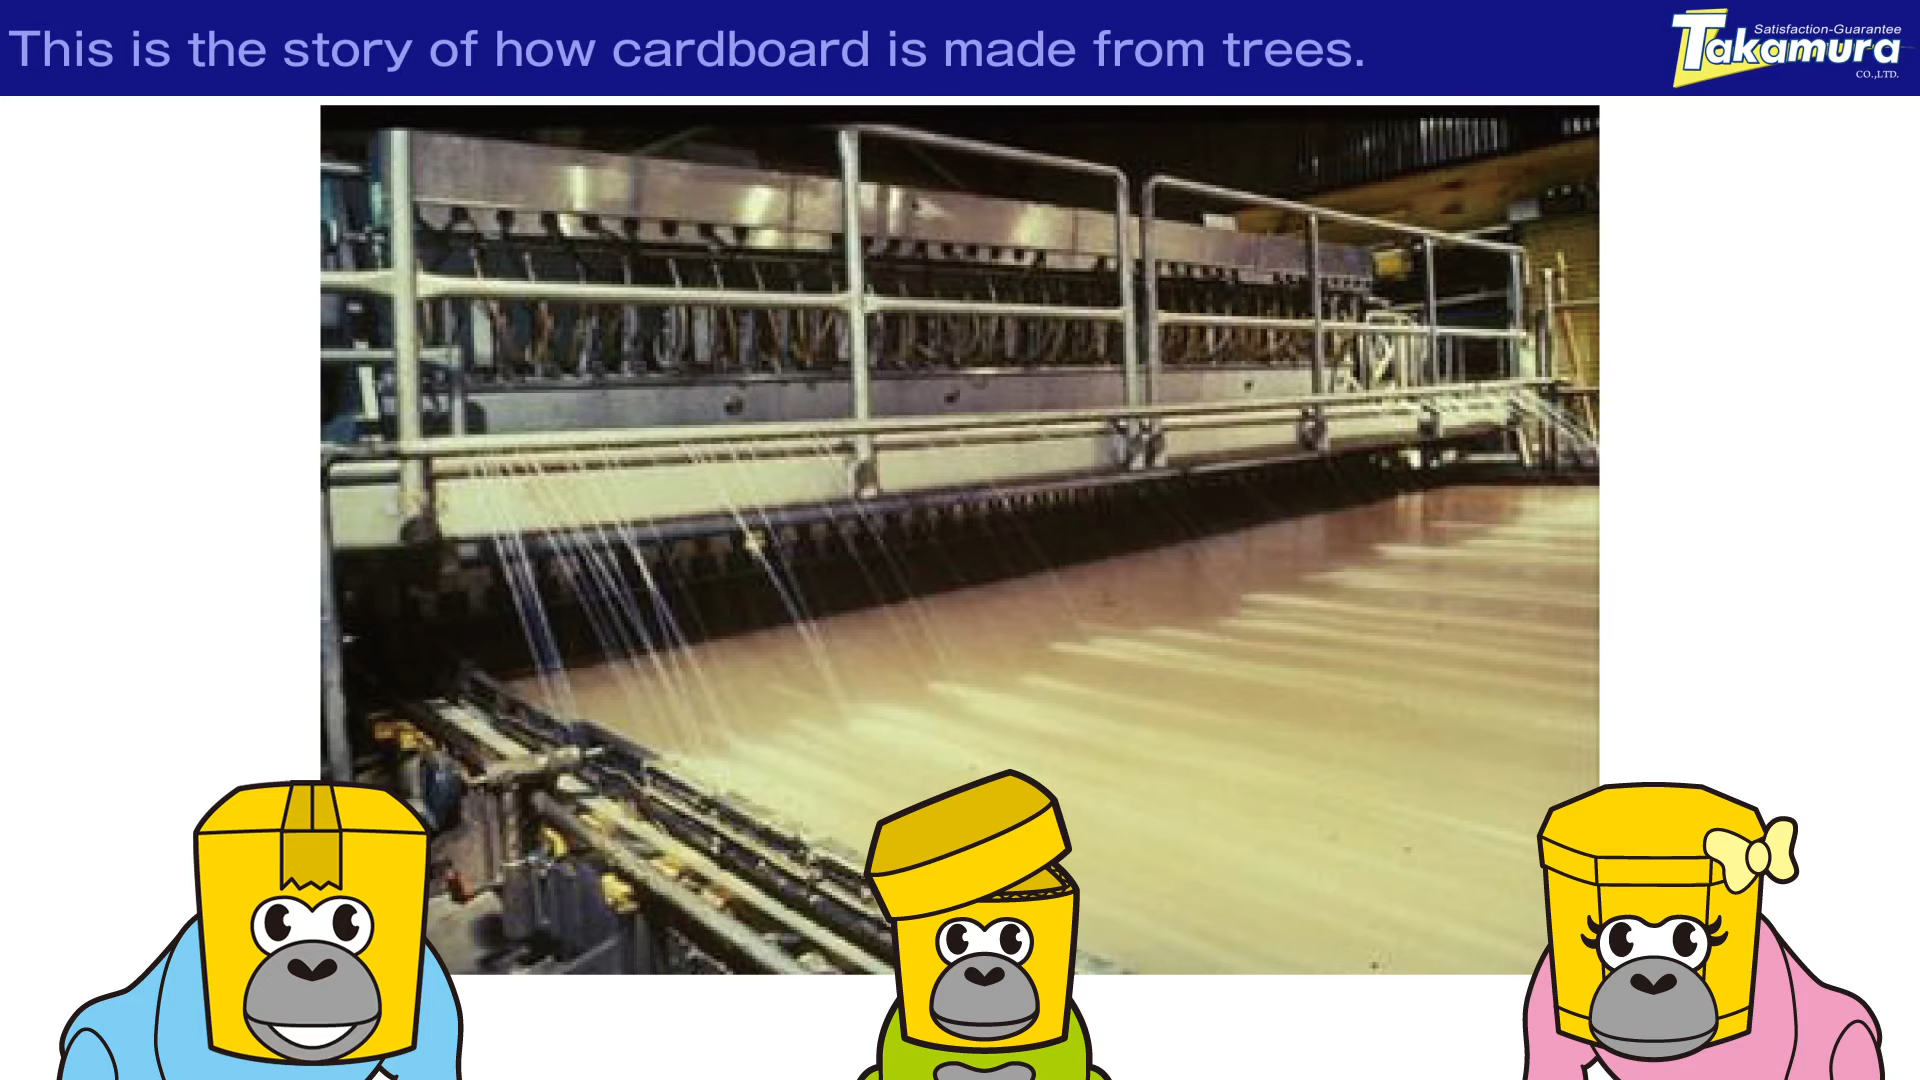 This is the story of how cardboard is made from trees.
Satisfaction-Guarantee
Takamura
CO.,LTD.